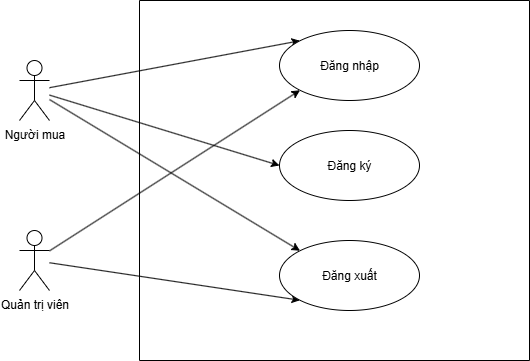 Đăng nhập
Người mua
Đăng ký
Đăng xuất
Quản trị viên